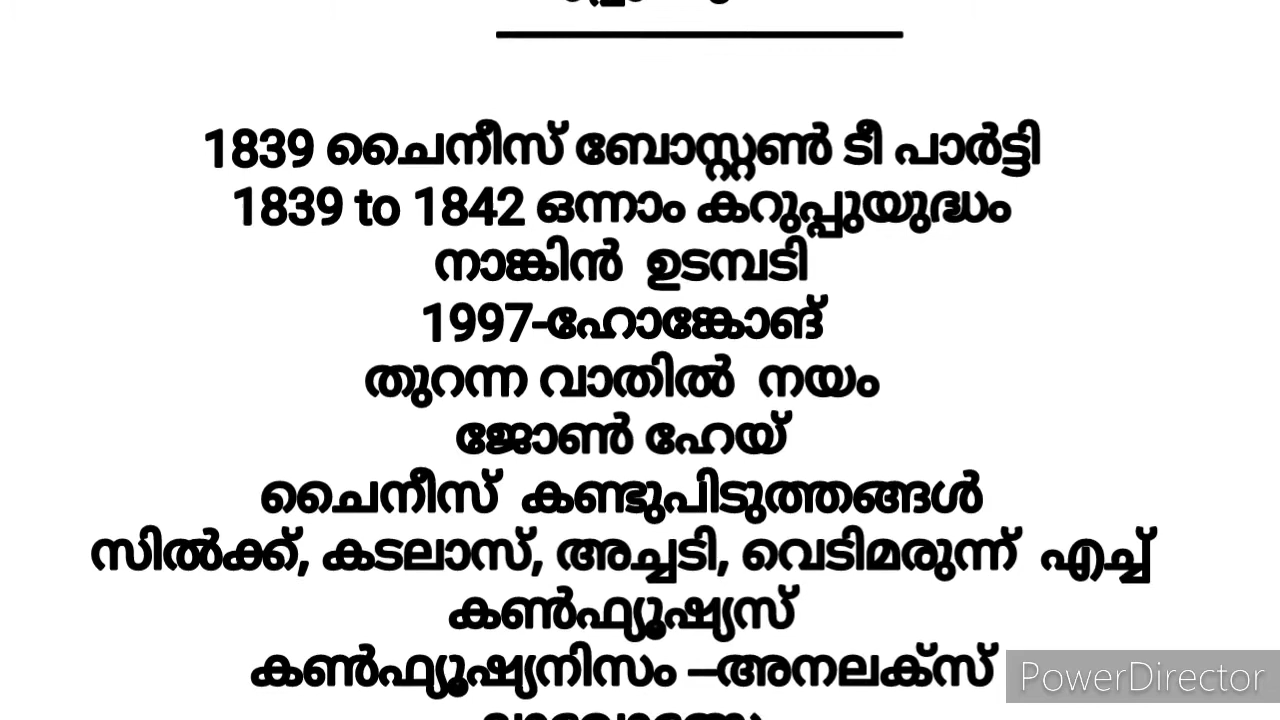 1839 ചൈനീസ് ബോസ്റ്റൺ ടീ പാർട്ടി
1839 to 1842 ഒന്നാം കറുപ്പുയുദ്ധം
നാങ്കിൻ ഉടമ്പടി
1997-ഹോങ്കോങ്
തുറന്ന വാതിൽ നയം
ജോൺ ഹേയ്
ചൈനീസ് കണ്ടുപിടുത്തങ്ങൾ
സിൽക്ക്, കടലാസ്, അച്ചടി, വെടിമരുന്ന് എച്ച്
കൺഫ്യൂഷ്യസ്
കൺഫ്യൂഷ്യനിസം –അനലക്സ്
PowerDirector